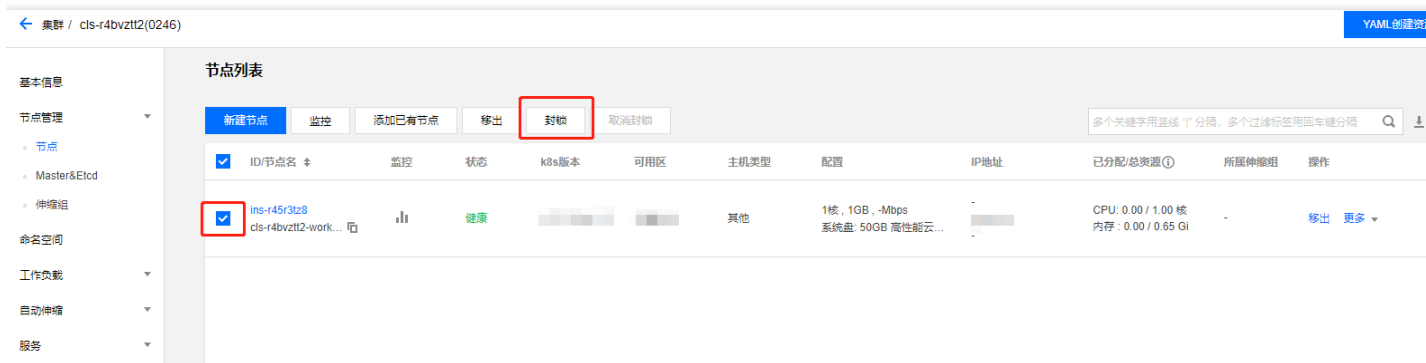 集群 / cls-r4bvztt2(0246)
YAML创建资
基本信息
节点管理
节点
Master&Etcd
伸缩组
命名空间
工作负载
自动伸缩
服务
节点列表
新建节点 监控 添加已有节点 移出 封锁 取消封锁
多个关键字用竖线 "|" 分隔，多个过滤标签用回车键分隔
ID/节点名 监控 状态 k8s版本 可用区 主机类型 配置 IP地址 已分配/总资源 所属伸缩组 操作
ins-r45r3tz8
cls-r4bvztt2-work...
健康
其他
1核 , 1GB , -Mbps
系统盘: 50GB 高性能云...
-
-
CPU: 0.00 / 1.00 核
内存 : 0.00 / 0.65 Gi
-
移出 更多